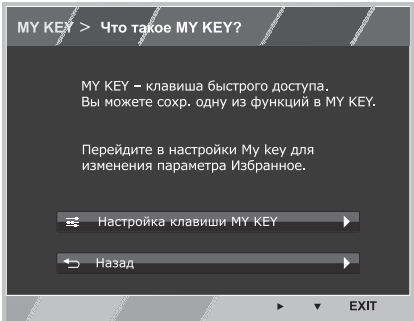 MY KEY > Что такое MY KEY?
MY KEY – клавиша быстрого доступа.
Вы можете сохр. одну из функций в MY KEY.
Перейдите в настройки My key для
изменения параметра Избранное.
Настройка клавиши MY KEY
Назад
EXIT